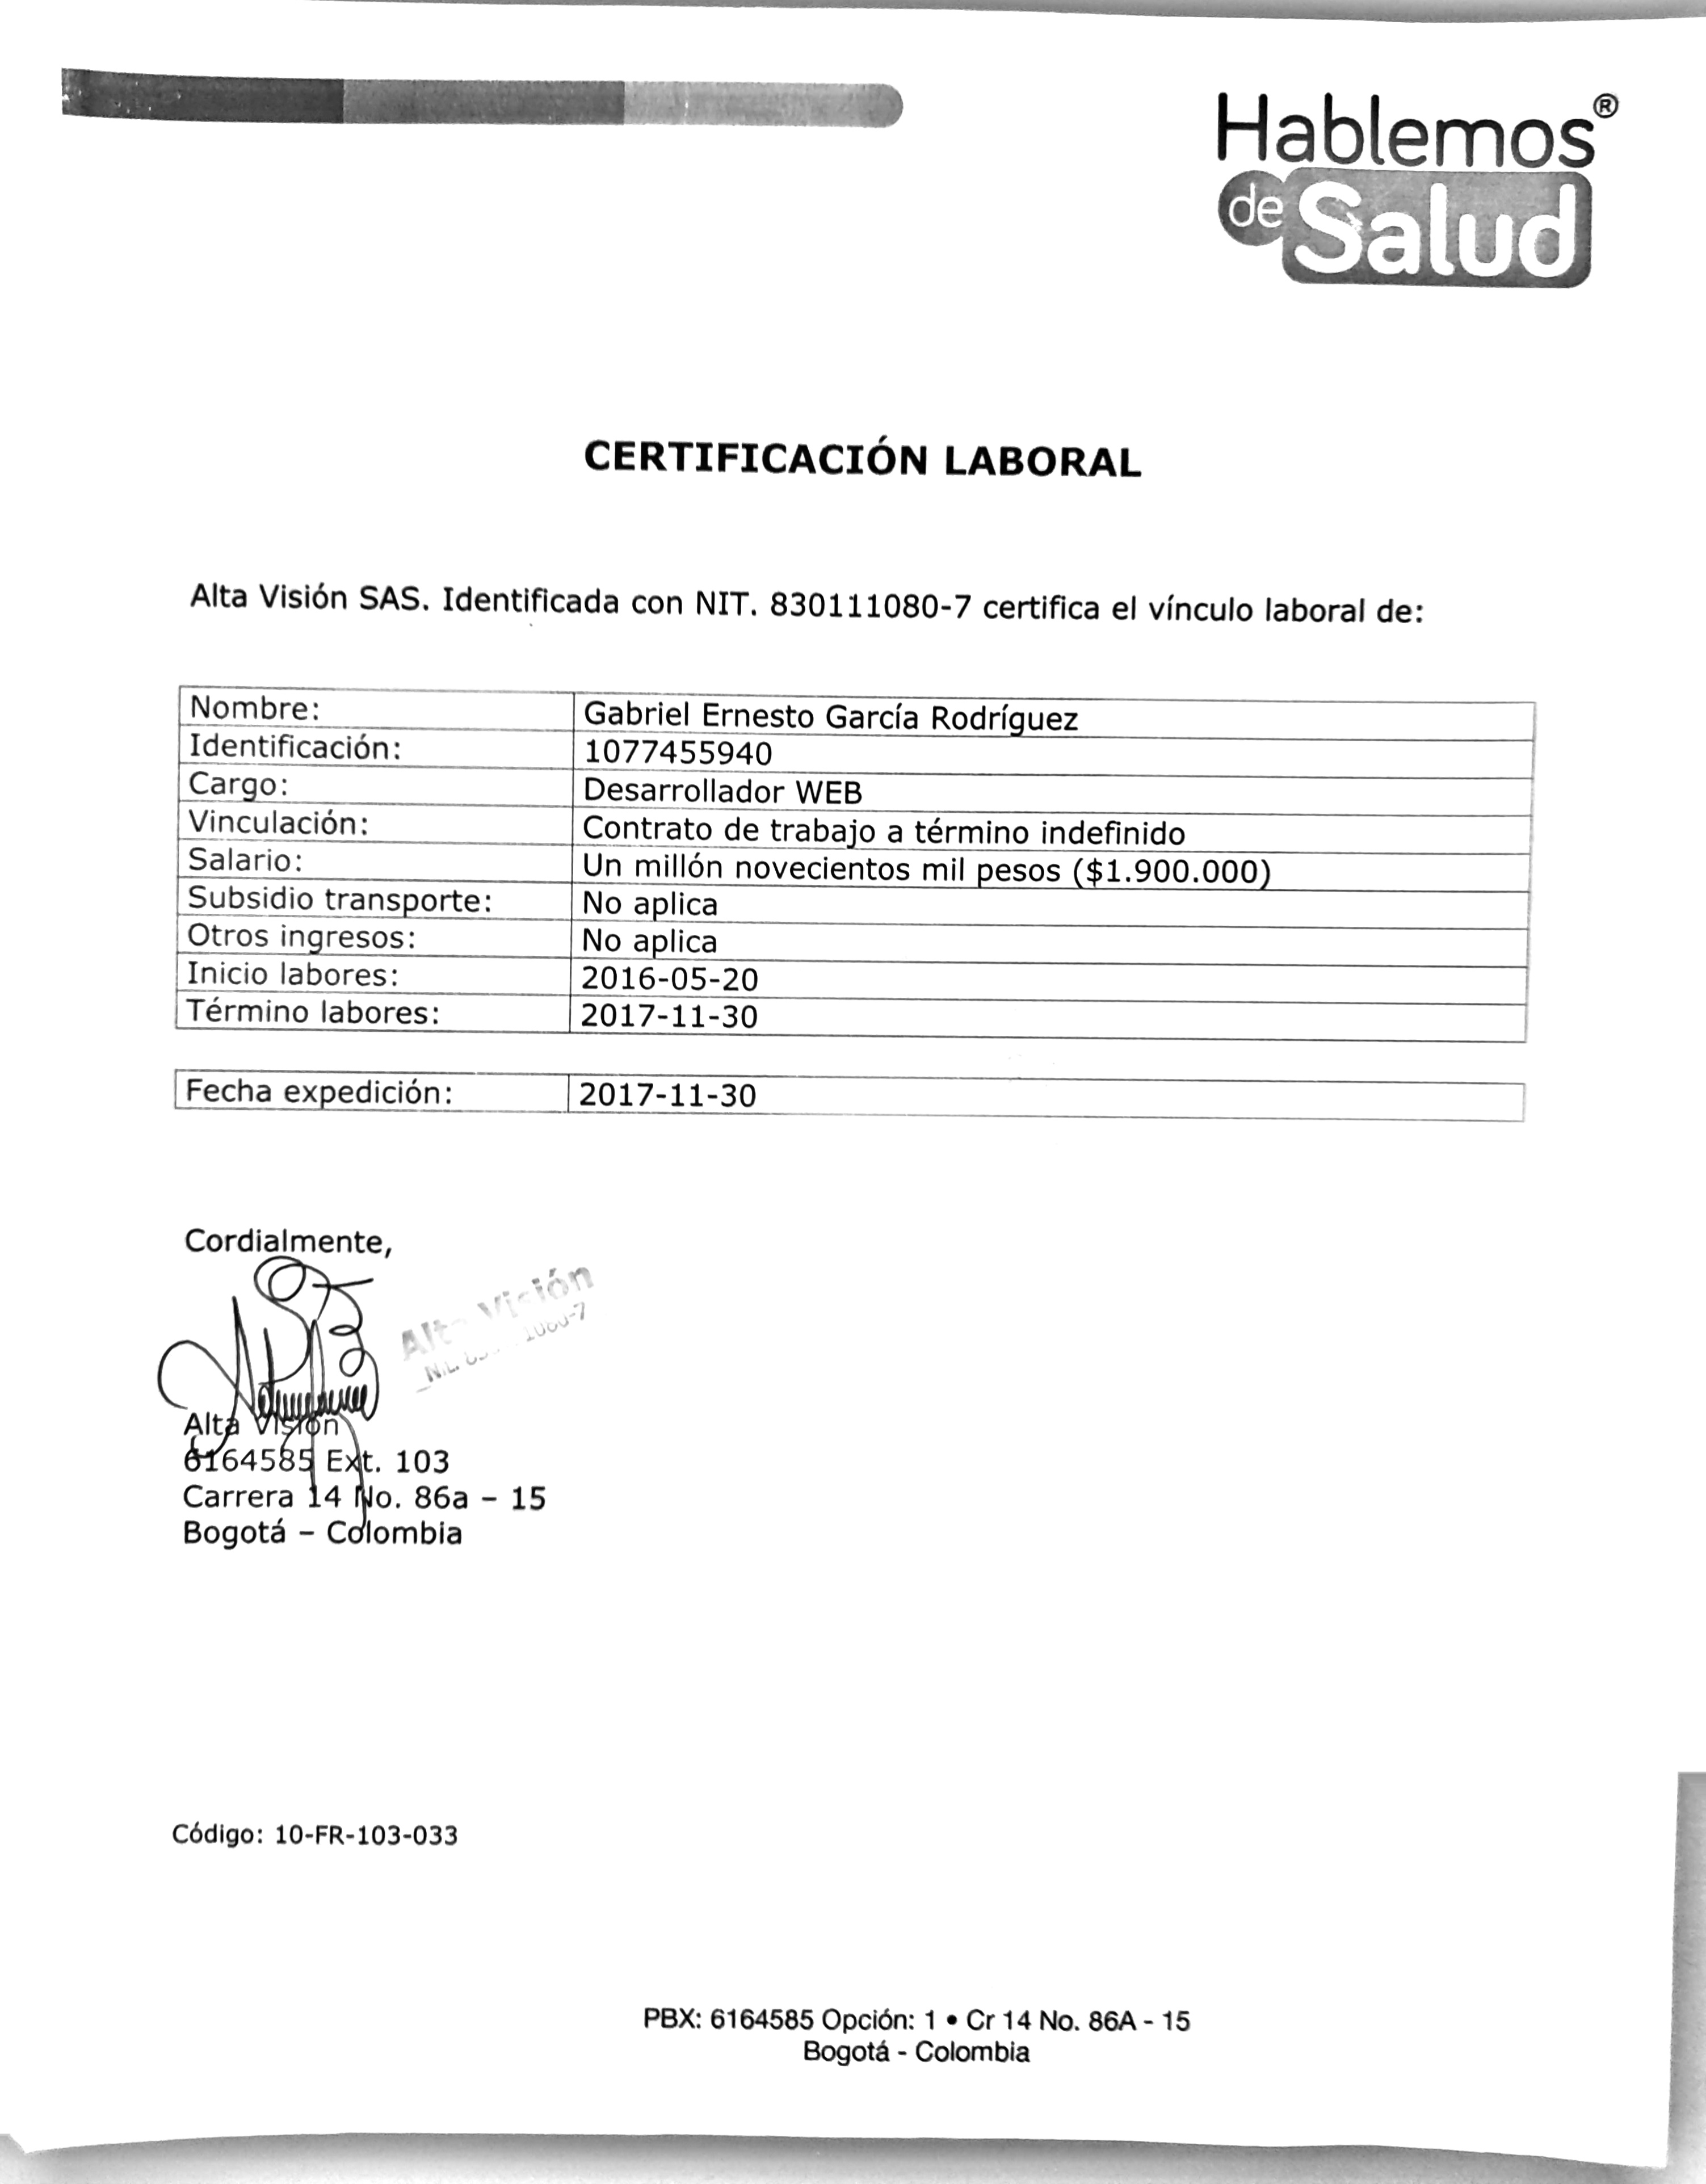 Hablemos®
de Salud
CERTIFICACIÓN LABORAL
Alta Visión SAS. Identificada con NIT. 830111080-7 certifica el vínculo laboral de:
Nombre: Gabriel Ernesto García Rodríguez
Identificación: 1077455940
Cargo: Desarrollador WEB
Vinculación: Contrato de trabajo a término indefinido
Salario: Un millón novecientos mil pesos ($1.900.000)
Subsidio transporte: No aplica
Otros ingresos: No aplica
Inicio labores: 2016-05-20
Término labores: 2017-11-30
Fecha expedición: 2017-11-30
Cordialmente,
Alta Visión
Alta Visión
6164585 Ext. 103
Carrera 14 No. 86a – 15
Bogotá – Colombia
Código: 10-FR-103-033
PBX: 6164585 Opción: 1 • Cr 14 No. 86A - 15
Bogotá - Colombia